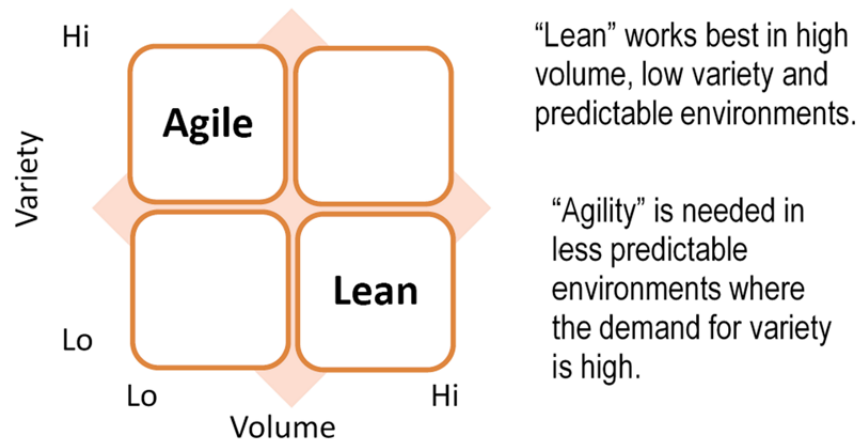 Hi
Variety
Lo
Agile
Lean
Lo
Hi
Volume
“Lean” works best in high
volume, low variety and
predictable environments.
“Agility” is needed in
less predictable
environments where
the demand for variety
is high.